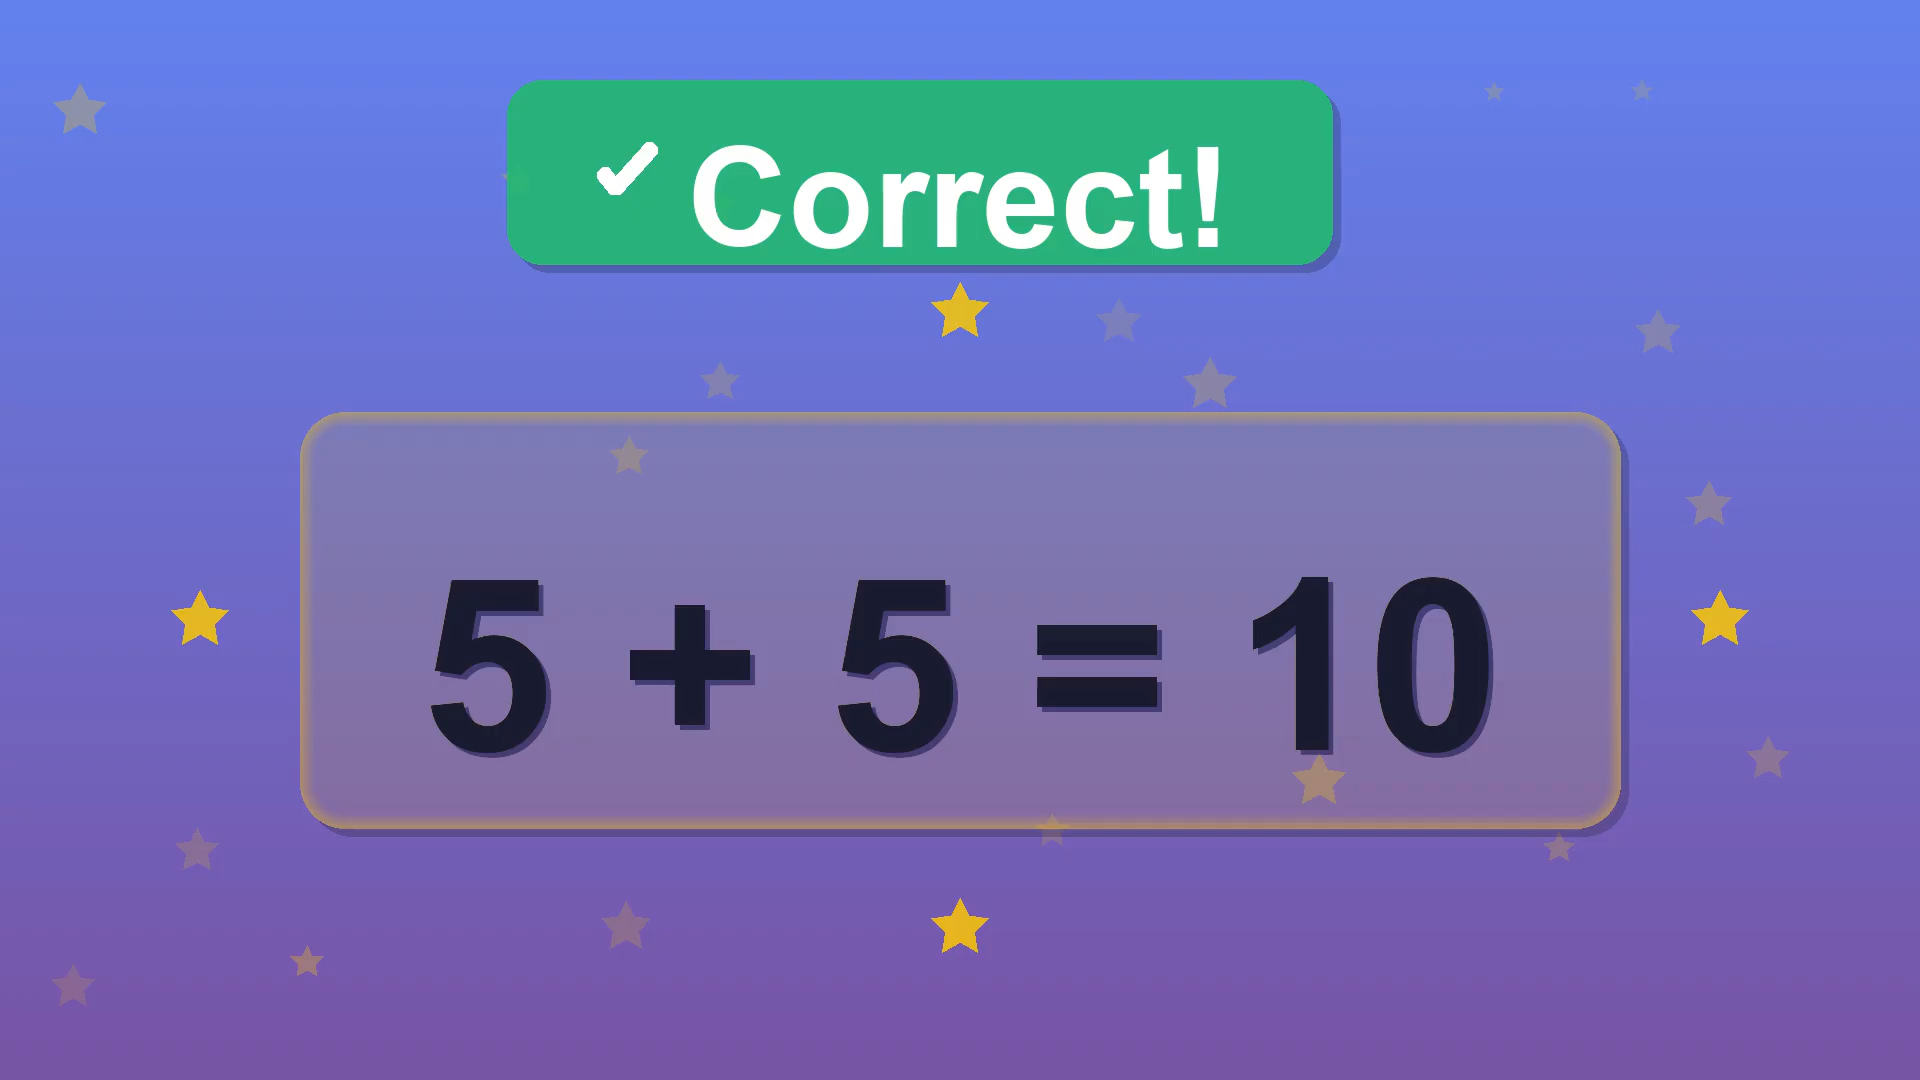 ✓ Correct!
5 + 5 = 10